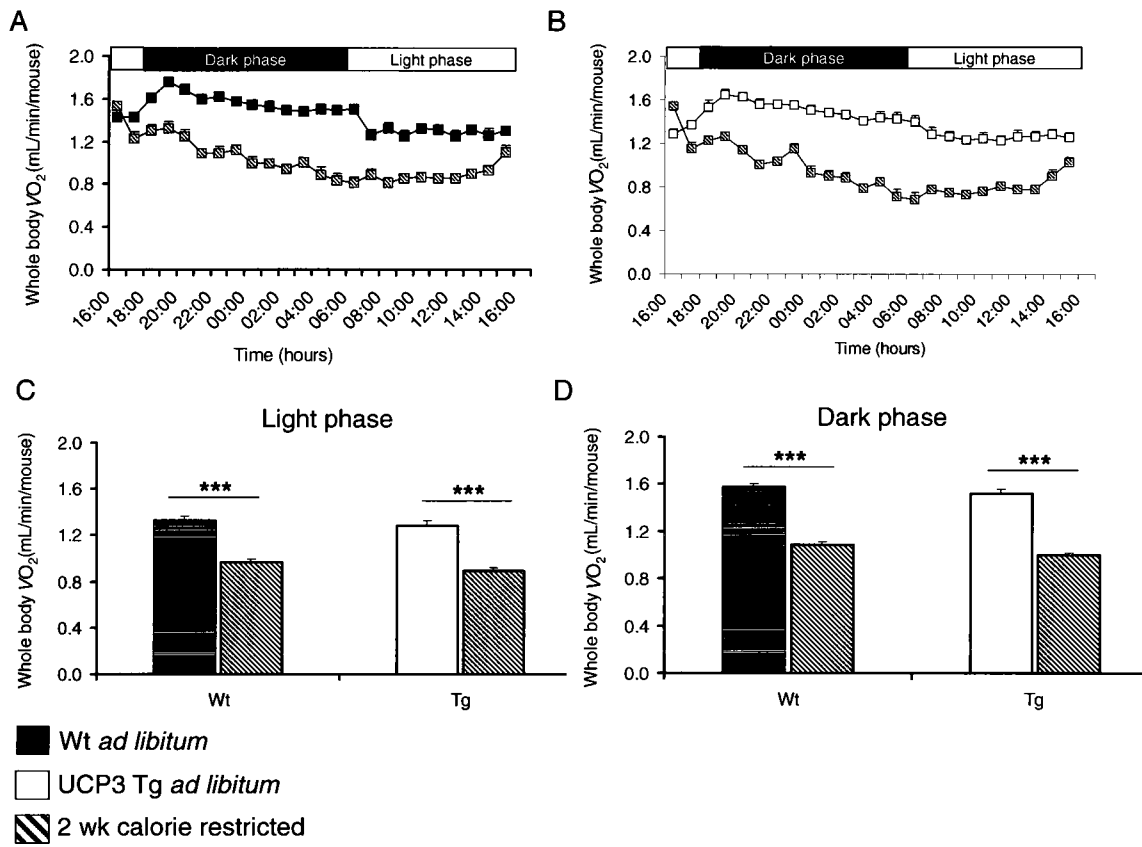 A
Dark phase
Light phase
2.0
1.6
1.2
0.8
0.4
0.0
Whole body VO2 (mL/min/mouse)
16:00
18:00
20:00
22:00
00:00
02:00
04:00
06:00
08:00
10:00
12:00
14:00
16:00
Time (hours)
B
Dark phase
Light phase
2.0
1.6
1.2
0.8
0.4
0.0
Whole body VO2 (mL/min/mouse)
16:00
18:00
20:00
22:00
00:00
02:00
04:00
06:00
08:00
10:00
12:00
14:00
16:00
Time (hours)
C
Light phase
2.0
1.6
1.2
0.8
0.4
0.0
Whole body VO2 (mL/min/mouse)
***
***
Wt
Tg
D
Dark phase
2.0
1.6
1.2
0.8
0.4
0.0
Whole body VO2 (mL/min/mouse)
***
***
Wt
Tg
Wt ad libitum
UCP3 Tg ad libitum
2 wk calorie restricted